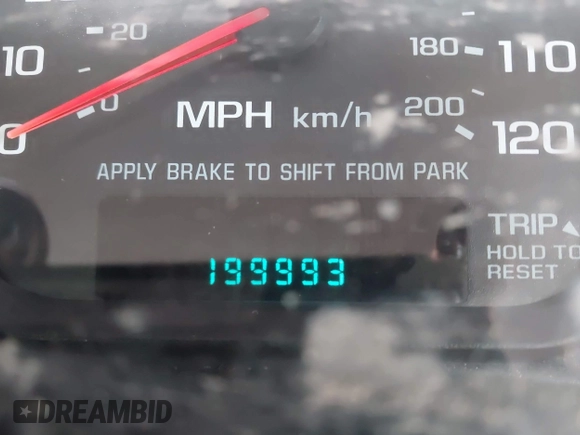 20
10
0
0
180
110
MPH km/h
200
120
APPLY BRAKE TO SHIFT FROM PARK
TRIP
HOLD TO
RESET
199993
DREAMBID